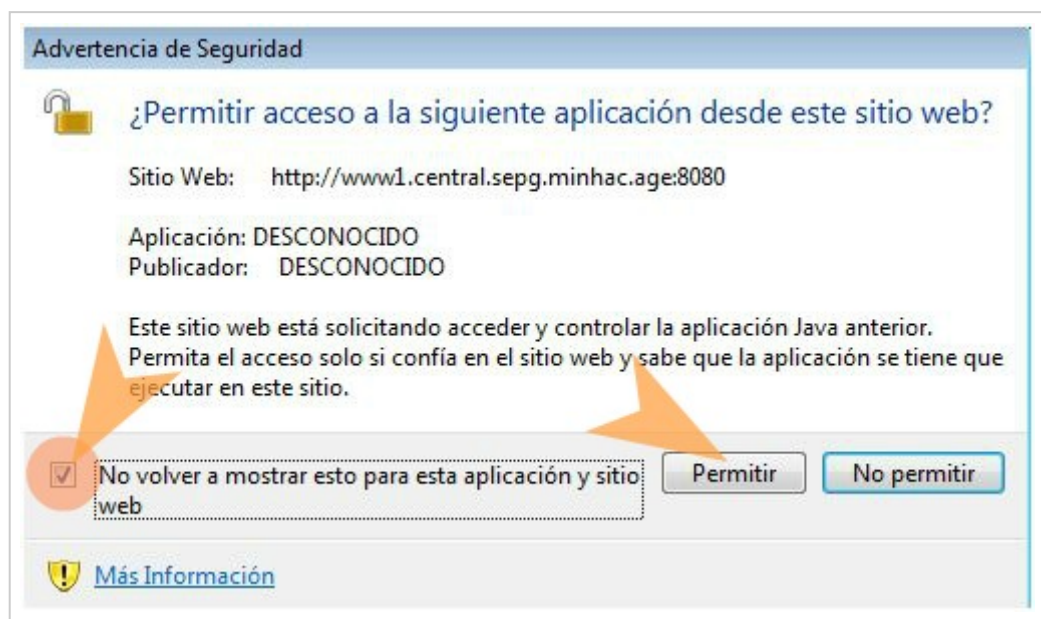 Advertencia de Seguridad
¿Permitir acceso a la siguiente aplicación desde este sitio web?
Sitio Web: http://www1.central.sepg.minhac.age:8080
Aplicación: DESCONOCIDO
Publicador: DESCONOCIDO
Este sitio web está solicitando acceder y controlar la aplicación Java anterior.
Permita el acceso solo si confía en el sitio web y sabe que la aplicación se tiene que
ejecutar en este sitio.
No volver a mostrar esto para esta aplicación y sitio
web
Permitir No permitir
Más Información